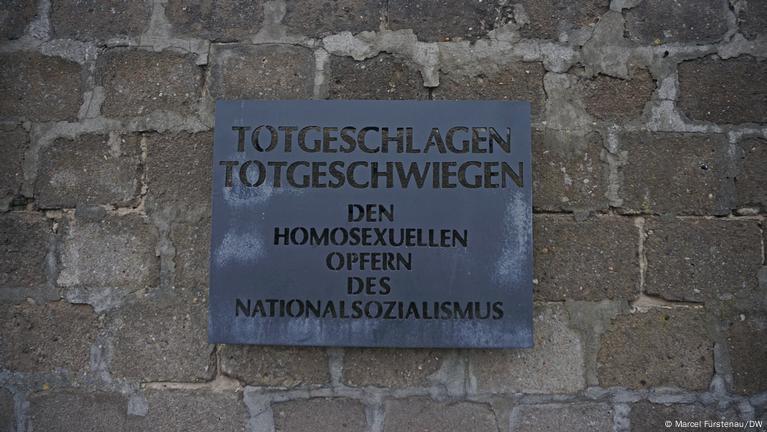 TOTGESCHLAGEN
TOTGESCHWIEGEN
DEN
HOMOSEXUELLEN
OPFERN
DES
NATIONALSOZIALISMUS
© Marcel Fürstenau/DW